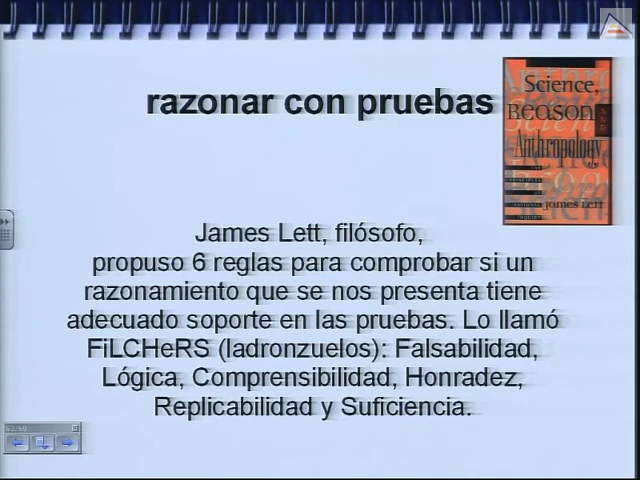 razonar con pruebas
Science,
Reason
AND
Anthropology
James Lett
James Lett, filósofo,
propuso 6 reglas para comprobar si un
razonamiento que se nos presenta tiene
adecuado soporte en las pruebas. Lo llamó
FiLCHeRS (ladronzuelos): Falsabilidad,
Lógica, Comprensibilidad, Honradez,
Replicabilidad y Suficiencia.